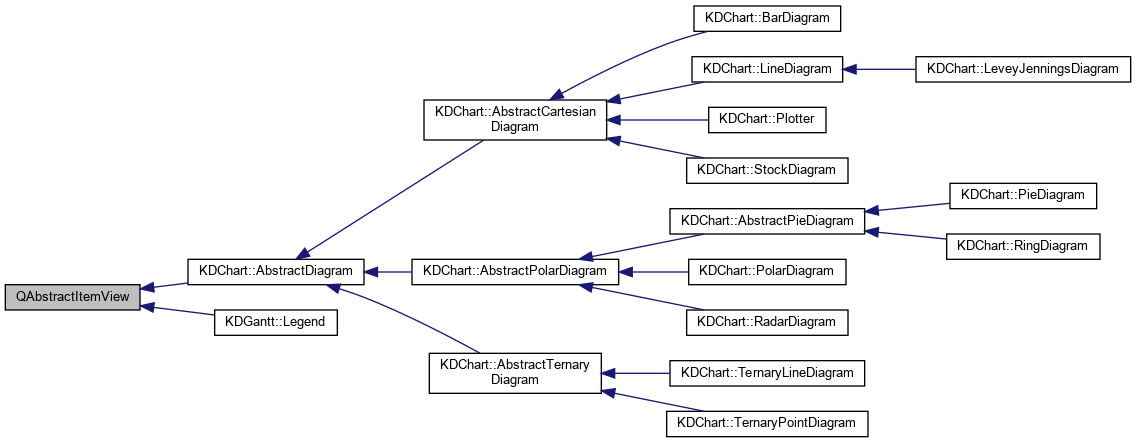 KDChart::BarDiagram
KDChart::LineDiagram
KDChart::LeveyJenningsDiagram
KDChart::AbstractCartesian
Diagram
KDChart::Plotter
KDChart::StockDiagram
KDChart::PieDiagram
KDChart::AbstractPieDiagram
KDChart::RingDiagram
KDChart::AbstractDiagram
KDChart::AbstractPolarDiagram
KDChart::PolarDiagram
QAbstractItemView
KDGantt::Legend
KDChart::RadarDiagram
KDChart::AbstractTernary
Diagram
KDChart::TernaryLineDiagram
KDChart::TernaryPointDiagram